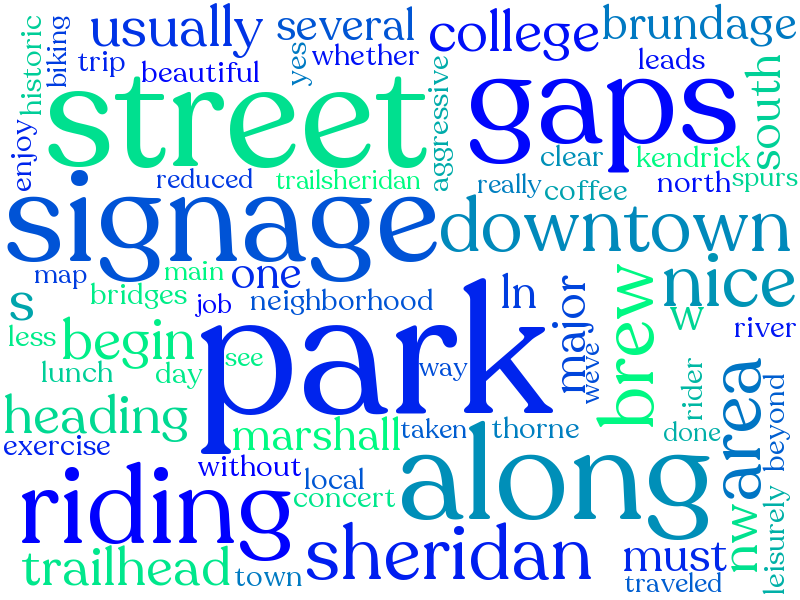 usually
several
college
brundage
historic
biking
trip
beautiful
yes
whether
leads
street
aggressive
gaps
south
enjoy
clear
kendrick
reduced
trailsheridan
really
coffee
north
spurs
signage
downtown
map
main
one
nice
bridges
job
neighborhood
ln
s
major
brew
w
river
less
begin
see
park
way
weve
lunch
day
rider
area
beyond
heading
marshall
taken
thorne
done
exercise
without
local
along
riding
concert
nw
leisurely
trailhead
town
sheridan
must
traveled